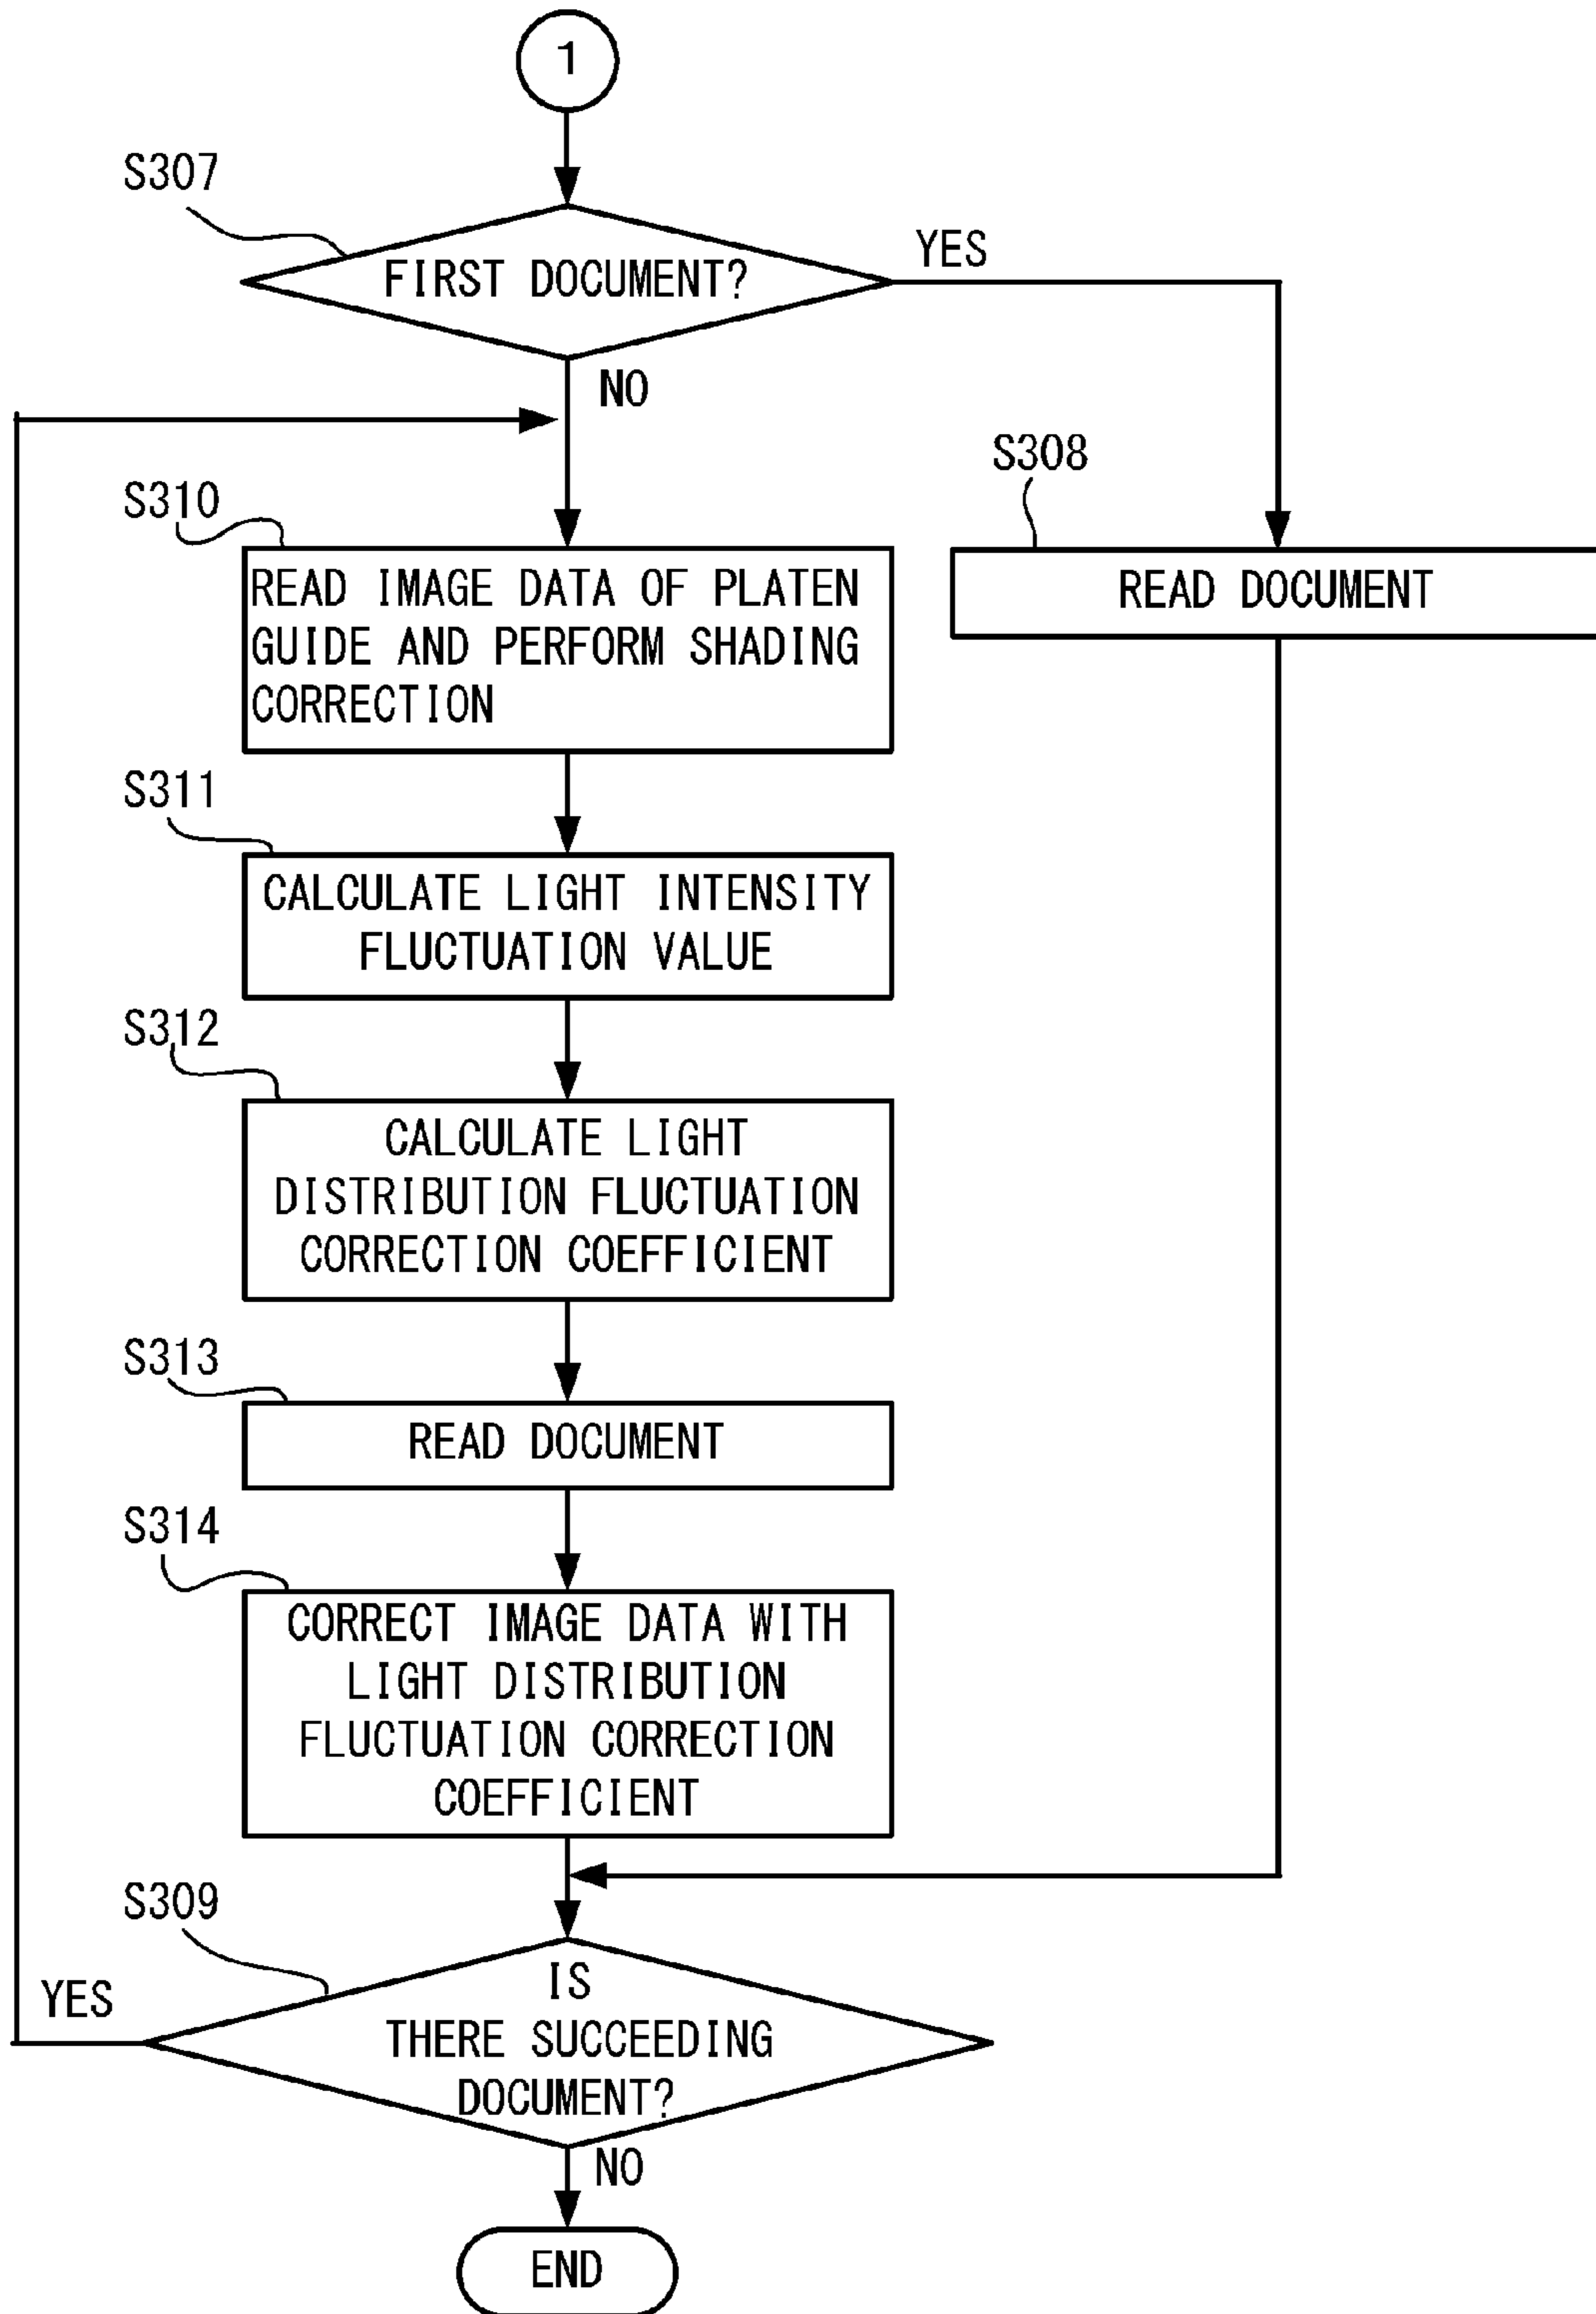 1
S307
FIRST DOCUMENT?
YES
NO
S308
READ DOCUMENT
S310
READ IMAGE DATA OF PLATEN
GUIDE AND PERFORM SHADING
CORRECTION
S311
CALCULATE LIGHT INTENSITY
FLUCTUATION VALUE
S312
CALCULATE LIGHT
DISTRIBUTION FLUCTUATION
CORRECTION COEFFICIENT
S313
READ DOCUMENT
S314
CORRECT IMAGE DATA WITH
LIGHT DISTRIBUTION
FLUCTUATION CORRECTION
COEFFICIENT
S309
IS
THERE SUCCEEDING
DOCUMENT?
YES
NO
END